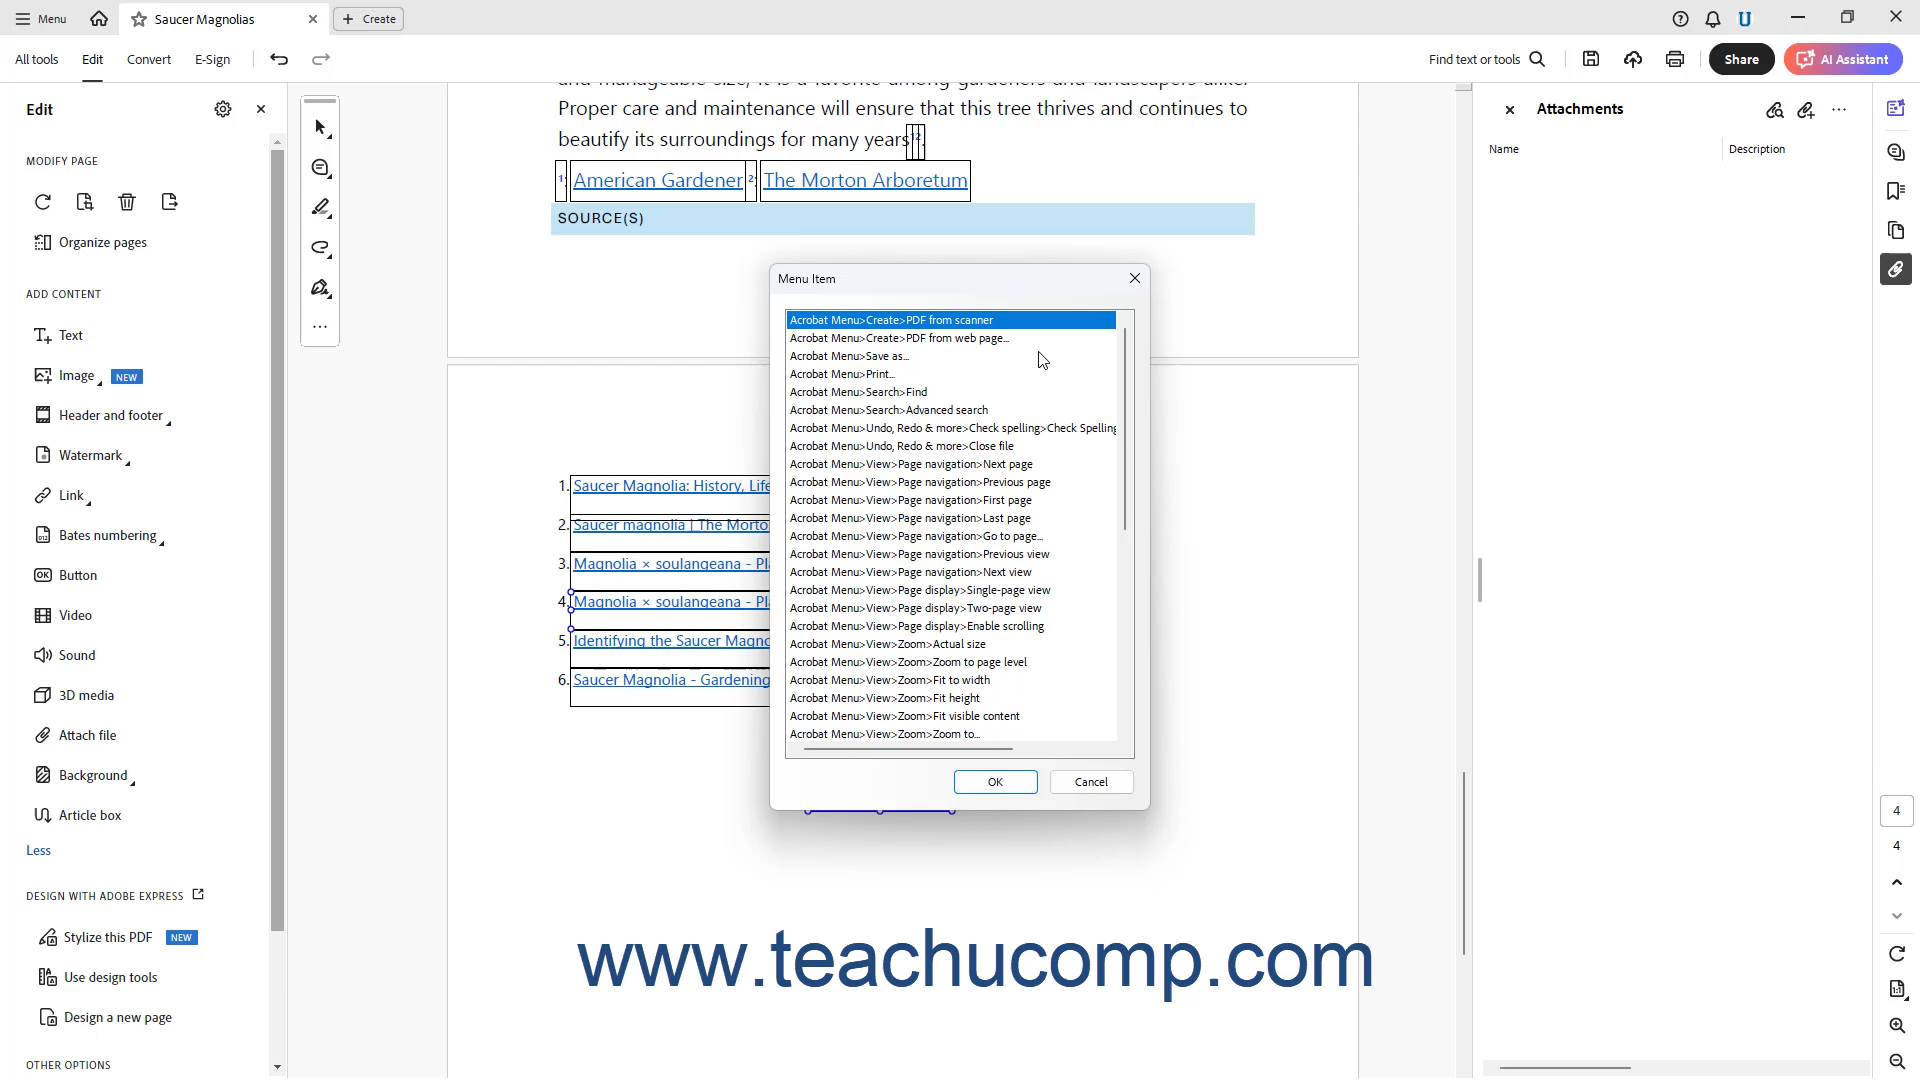 Menu
Saucer Magnolias
Create
All tools
Edit
Convert
E-Sign
Find text or tools
Share
AI Assistant
Edit
MODIFY PAGE
Organize pages
ADD CONTENT
Text
Image
NEW
Header and footer
Watermark
Link
Bates numbering
Button
Video
Sound
3D media
Attach file
Background
Article box
Less
DESIGN WITH ADOBE EXPRESS
Stylize this PDF
NEW
Use design tools
Design a new page
OTHER OPTIONS
Proper care and maintenance will ensure that this tree thrives and continues to
beautify its surroundings for many years12.
1: American Gardener 2: The Morton Arboretum
SOURCE(S)
1. Saucer Magnolia: History, Life
2. Saucer magnolia | The Morto
3. Magnolia × soulangeana - Pl
4. Magnolia × soulangeana - Pl
5. Identifying the Saucer Magno
6. Saucer Magnolia - Gardening
Menu Item
Acrobat Menu>Create>PDF from scanner
Acrobat Menu>Create>PDF from web page...
Acrobat Menu>Save as...
Acrobat Menu>Print...
Acrobat Menu>Search>Find
Acrobat Menu>Search>Advanced search
Acrobat Menu>Undo, Redo & more>Check spelling>Check Spelling
Acrobat Menu>Undo, Redo & more>Close file
Acrobat Menu>View>Page navigation>Next page
Acrobat Menu>View>Page navigation>Previous page
Acrobat Menu>View>Page navigation>First page
Acrobat Menu>View>Page navigation>Last page
Acrobat Menu>View>Page navigation>Go to page...
Acrobat Menu>View>Page navigation>Previous view
Acrobat Menu>View>Page navigation>Next view
Acrobat Menu>View>Page display>Single-page view
Acrobat Menu>View>Page display>Two-page view
Acrobat Menu>View>Page display>Enable scrolling
Acrobat Menu>View>Zoom>Actual size
Acrobat Menu>View>Zoom>Zoom to page level
Acrobat Menu>View>Zoom>Fit to width
Acrobat Menu>View>Zoom>Fit height
Acrobat Menu>View>Zoom>Fit visible content
Acrobat Menu>View>Zoom>Zoom to...
OK
Cancel
www.teachucomp.com
Attachments
Name
Description
4
4